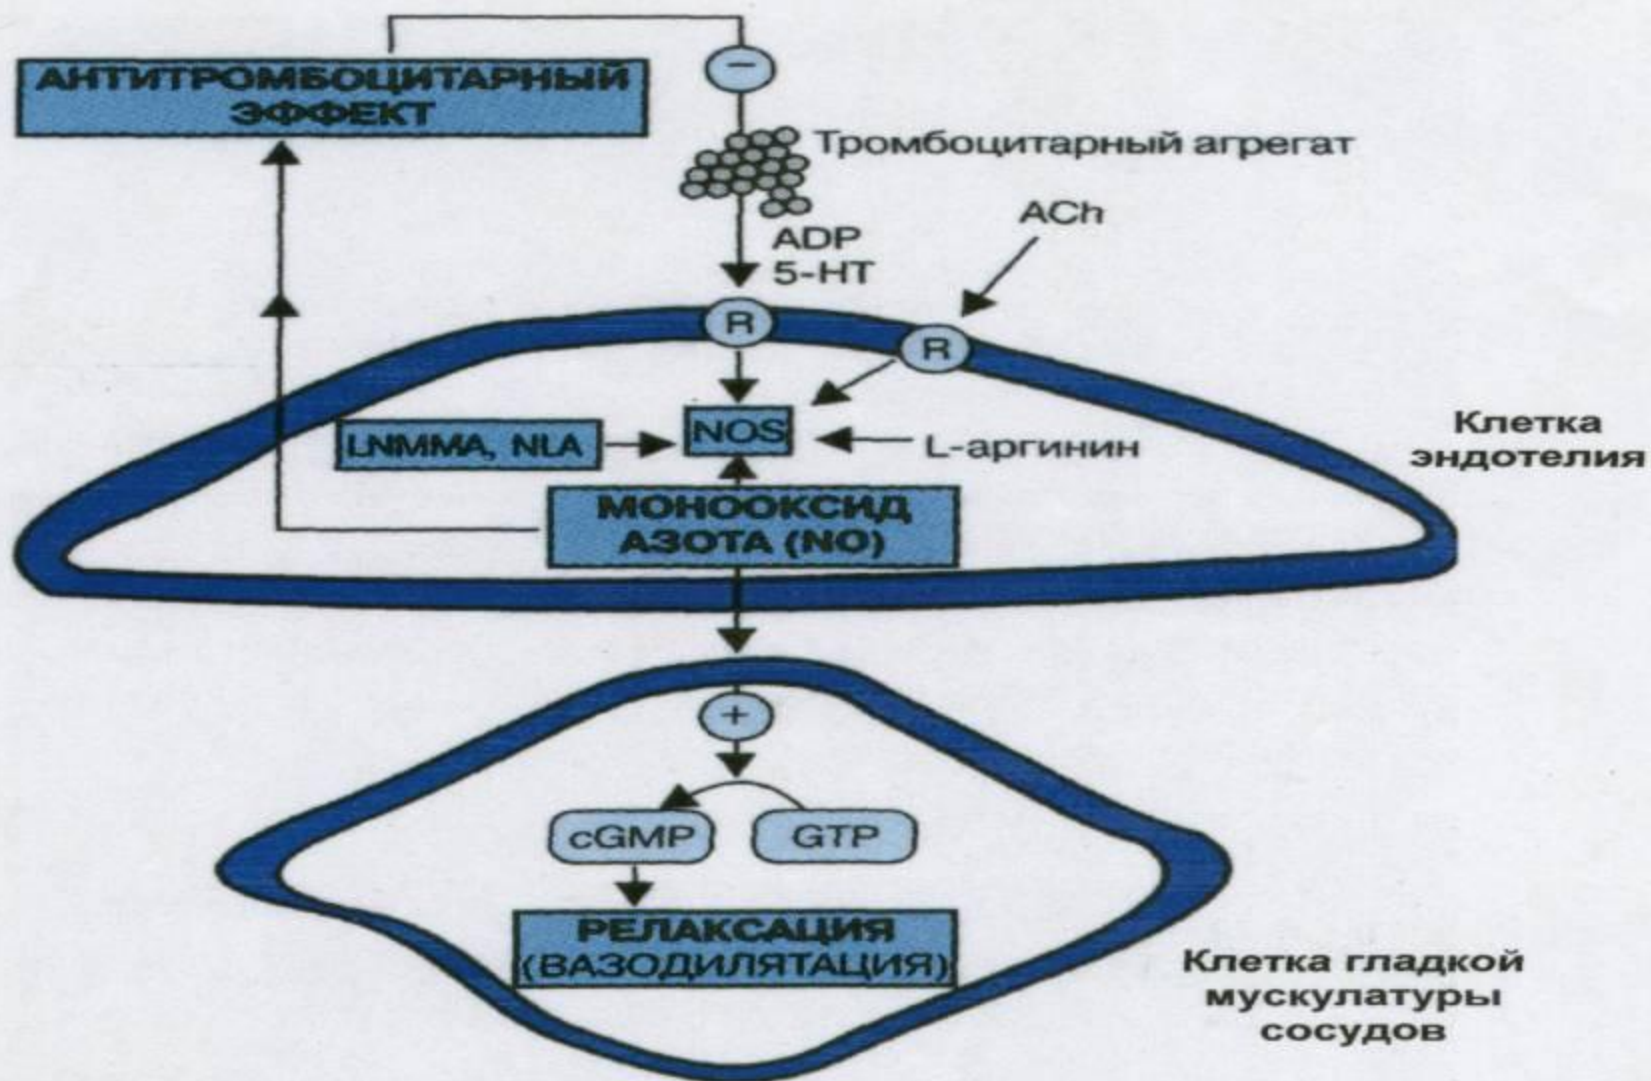 АНТИТРОМБОЦИТАРНЫЙ
ЭФФЕКТ
−
Тромбоцитарный агрегат
ACh
ADP
5-HT
R
R
LNMMA, NLA
NOS
L-аргинин
Клетка
эндотелия
МОНООКСИД
АЗОТА (NO)
+
cGMP
GTP
РЕЛАКСАЦИЯ
(ВАЗОДИЛЯТАЦИЯ)
Клетка гладкой
мускулатуры
сосудов